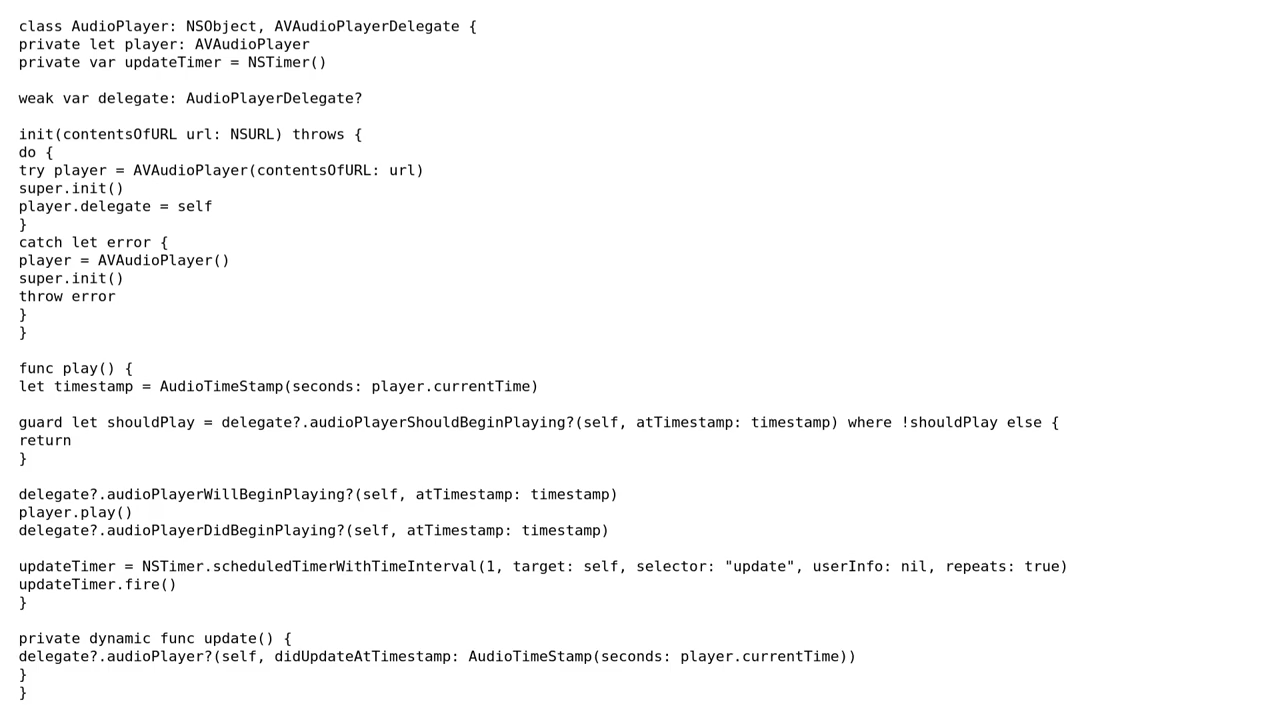 class AudioPlayer: NSObject, AVAudioPlayerDelegate {
private let player: AVAudioPlayer
private var updateTimer = NSTimer()

weak var delegate: AudioPlayerDelegate?

init(contentsOfURL url: NSURL) throws {
do {
try player = AVAudioPlayer(contentsOfURL: url)
super.init()
player.delegate = self
}
catch let error {
player = AVAudioPlayer()
super.init()
throw error
}
}

func play() {
let timestamp = AudioTimeStamp(seconds: player.currentTime)

guard let shouldPlay = delegate?.audioPlayerShouldBeginPlaying?(self, atTimestamp: timestamp) where !shouldPlay else {
return
}

delegate?.audioPlayerWillBeginPlaying?(self, atTimestamp: timestamp)
player.play()
delegate?.audioPlayerDidBeginPlaying?(self, atTimestamp: timestamp)

updateTimer = NSTimer.scheduledTimerWithTimeInterval(1, target: self, selector: "update", userInfo: nil, repeats: true)
updateTimer.fire()
}

private dynamic func update() {
delegate?.audioPlayer?(self, didUpdateAtTimestamp: AudioTimeStamp(seconds: player.currentTime))
}
}